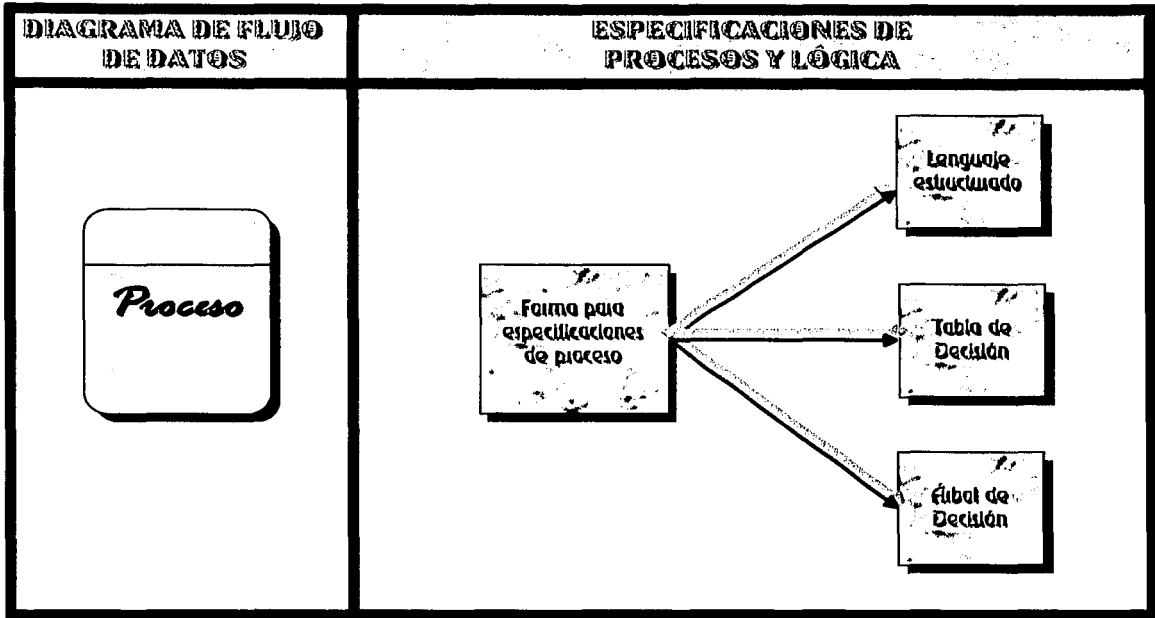 DIAGRAMA DE FLUJO
DE DATOS
ESPECIFICACIONES DE
PROCESOS Y LÓGICA
Proceso
Forma para
especificaciones
de proceso
Lenguaje
estructurado
Tabla de
Decisión
Árbol de
Decisión